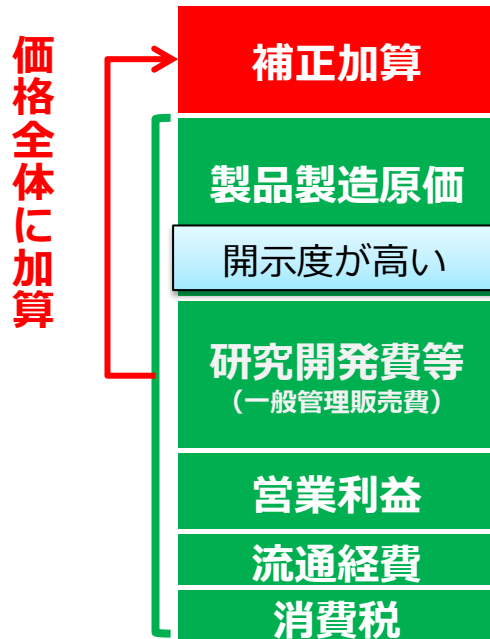 価格全体に加算
補正加算
製品製造原価
開示度が高い
研究開発費等
（一般管理販売費）
営業利益
流通経費
消費税